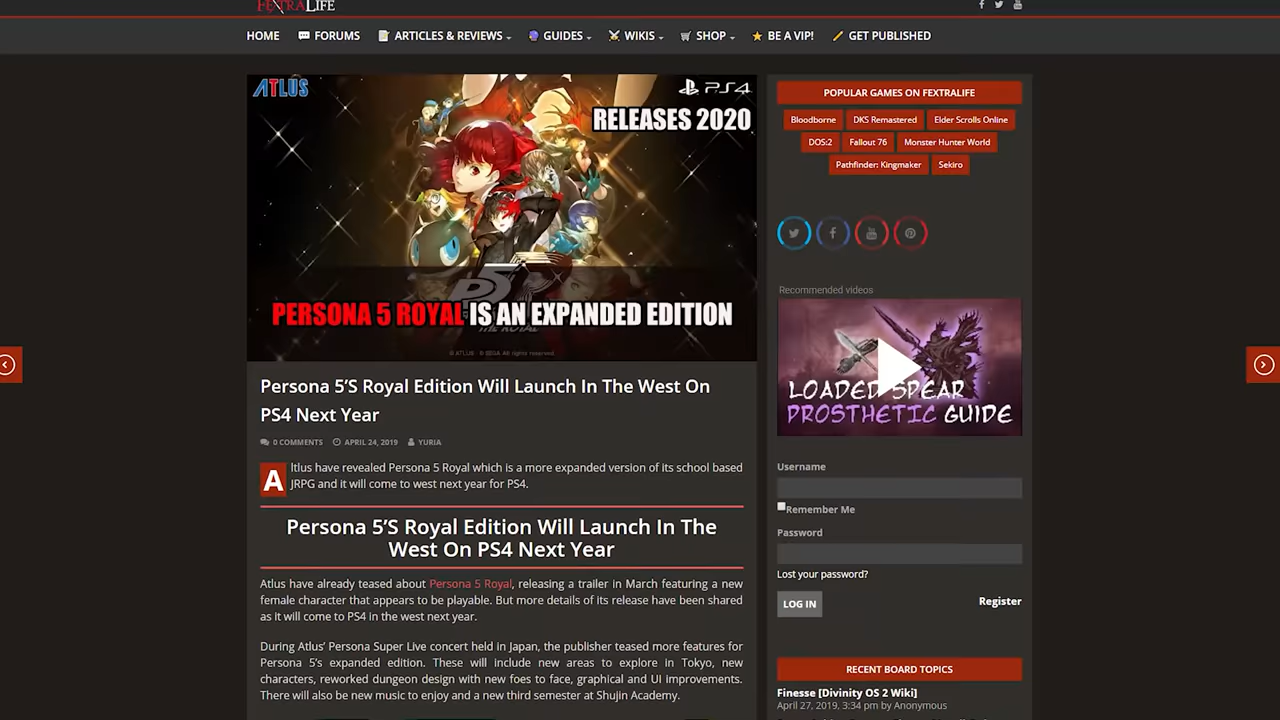 FEXTRALIFE
HOME
FORUMS
ARTICLES & REVIEWS
GUIDES
WIKIS
SHOP
BE A VIP!
GET PUBLISHED
ATLUS
PS4
RELEASES 2020
P5
THE ROYAL
PERSONA 5 ROYAL IS AN EXPANDED EDITION
© ATLUS © SEGA All rights reserved.
Persona 5'S Royal Edition Will Launch In The West On
PS4 Next Year
0 COMMENTS APRIL 24, 2019 YURIA
Altlus have revealed Persona 5 Royal which is a more expanded version of its school based
JRPG and it will come to west next year for PS4.
Persona 5'S Royal Edition Will Launch In The
West On PS4 Next Year
Atlus have already teased about Persona 5 Royal, releasing a trailer in March featuring a new
female character that appears to be playable. But more details of its release have been shared
as it will come to PS4 in the west next year.
During Atlus' Persona Super Live concert held in Japan, the publisher teased more features for
Persona 5's expanded edition. These will include new areas to explore in Tokyo, new
characters, reworked dungeon design with new foes to face, graphical and UI improvements.
There will also be new music to enjoy and a new third semester at Shujin Academy.
POPULAR GAMES ON FEXTRALIFE
Bloodborne DKS Remastered Elder Scrolls Online
DOS:2 Fallout 76 Monster Hunter World
Pathfinder: Kingmaker Sekiro
Recommended videos
LOADED SPEAR
PROSTHETIC GUIDE
Username
Remember Me
Password
Lost your password?
LOG IN
Register
RECENT BOARD TOPICS
Finesse [Divinity OS 2 Wiki]
April 27, 2019, 3:34 pm by Anonymous